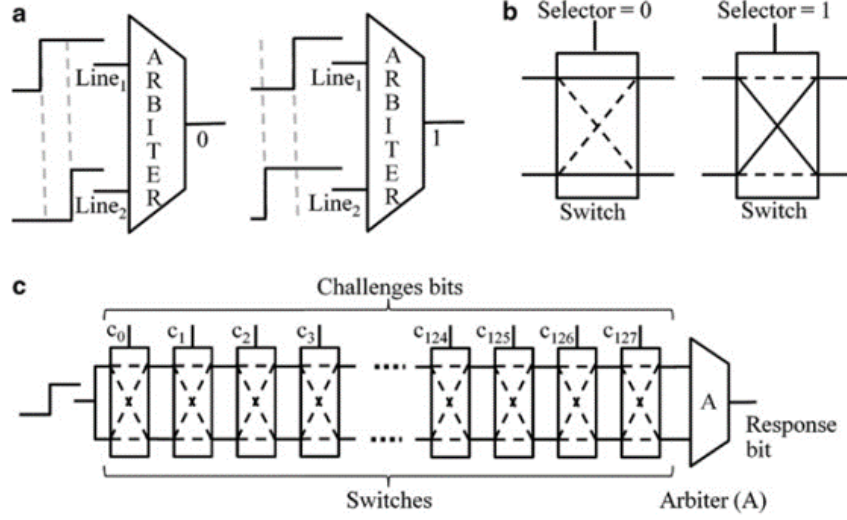 a
Line₁
Line₂
ARBITER
0
Line₁
Line₂
ARBITER
1
b
Selector = 0
Switch
Selector = 1
Switch
c
Challenges bits
c₀ c₁ c₂ c₃ c₁₂₄ c₁₂₅ c₁₂₆ c₁₂₇
A
Response
bit
Switches
Arbiter (A)